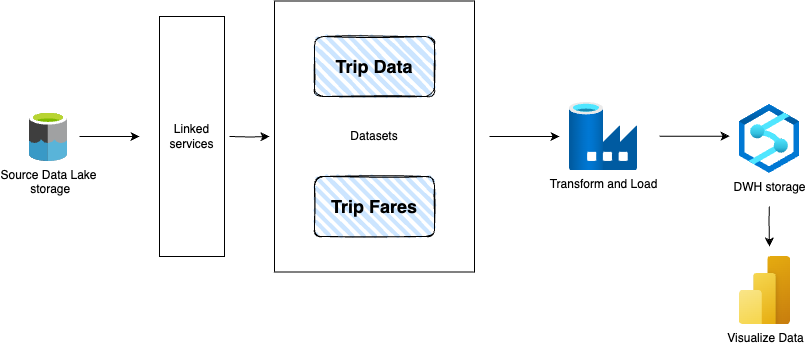 Source Data Lake
storage
Linked
services
Trip Data
Datasets
Trip Fares
Transform and Load
DWH storage
Visualize Data